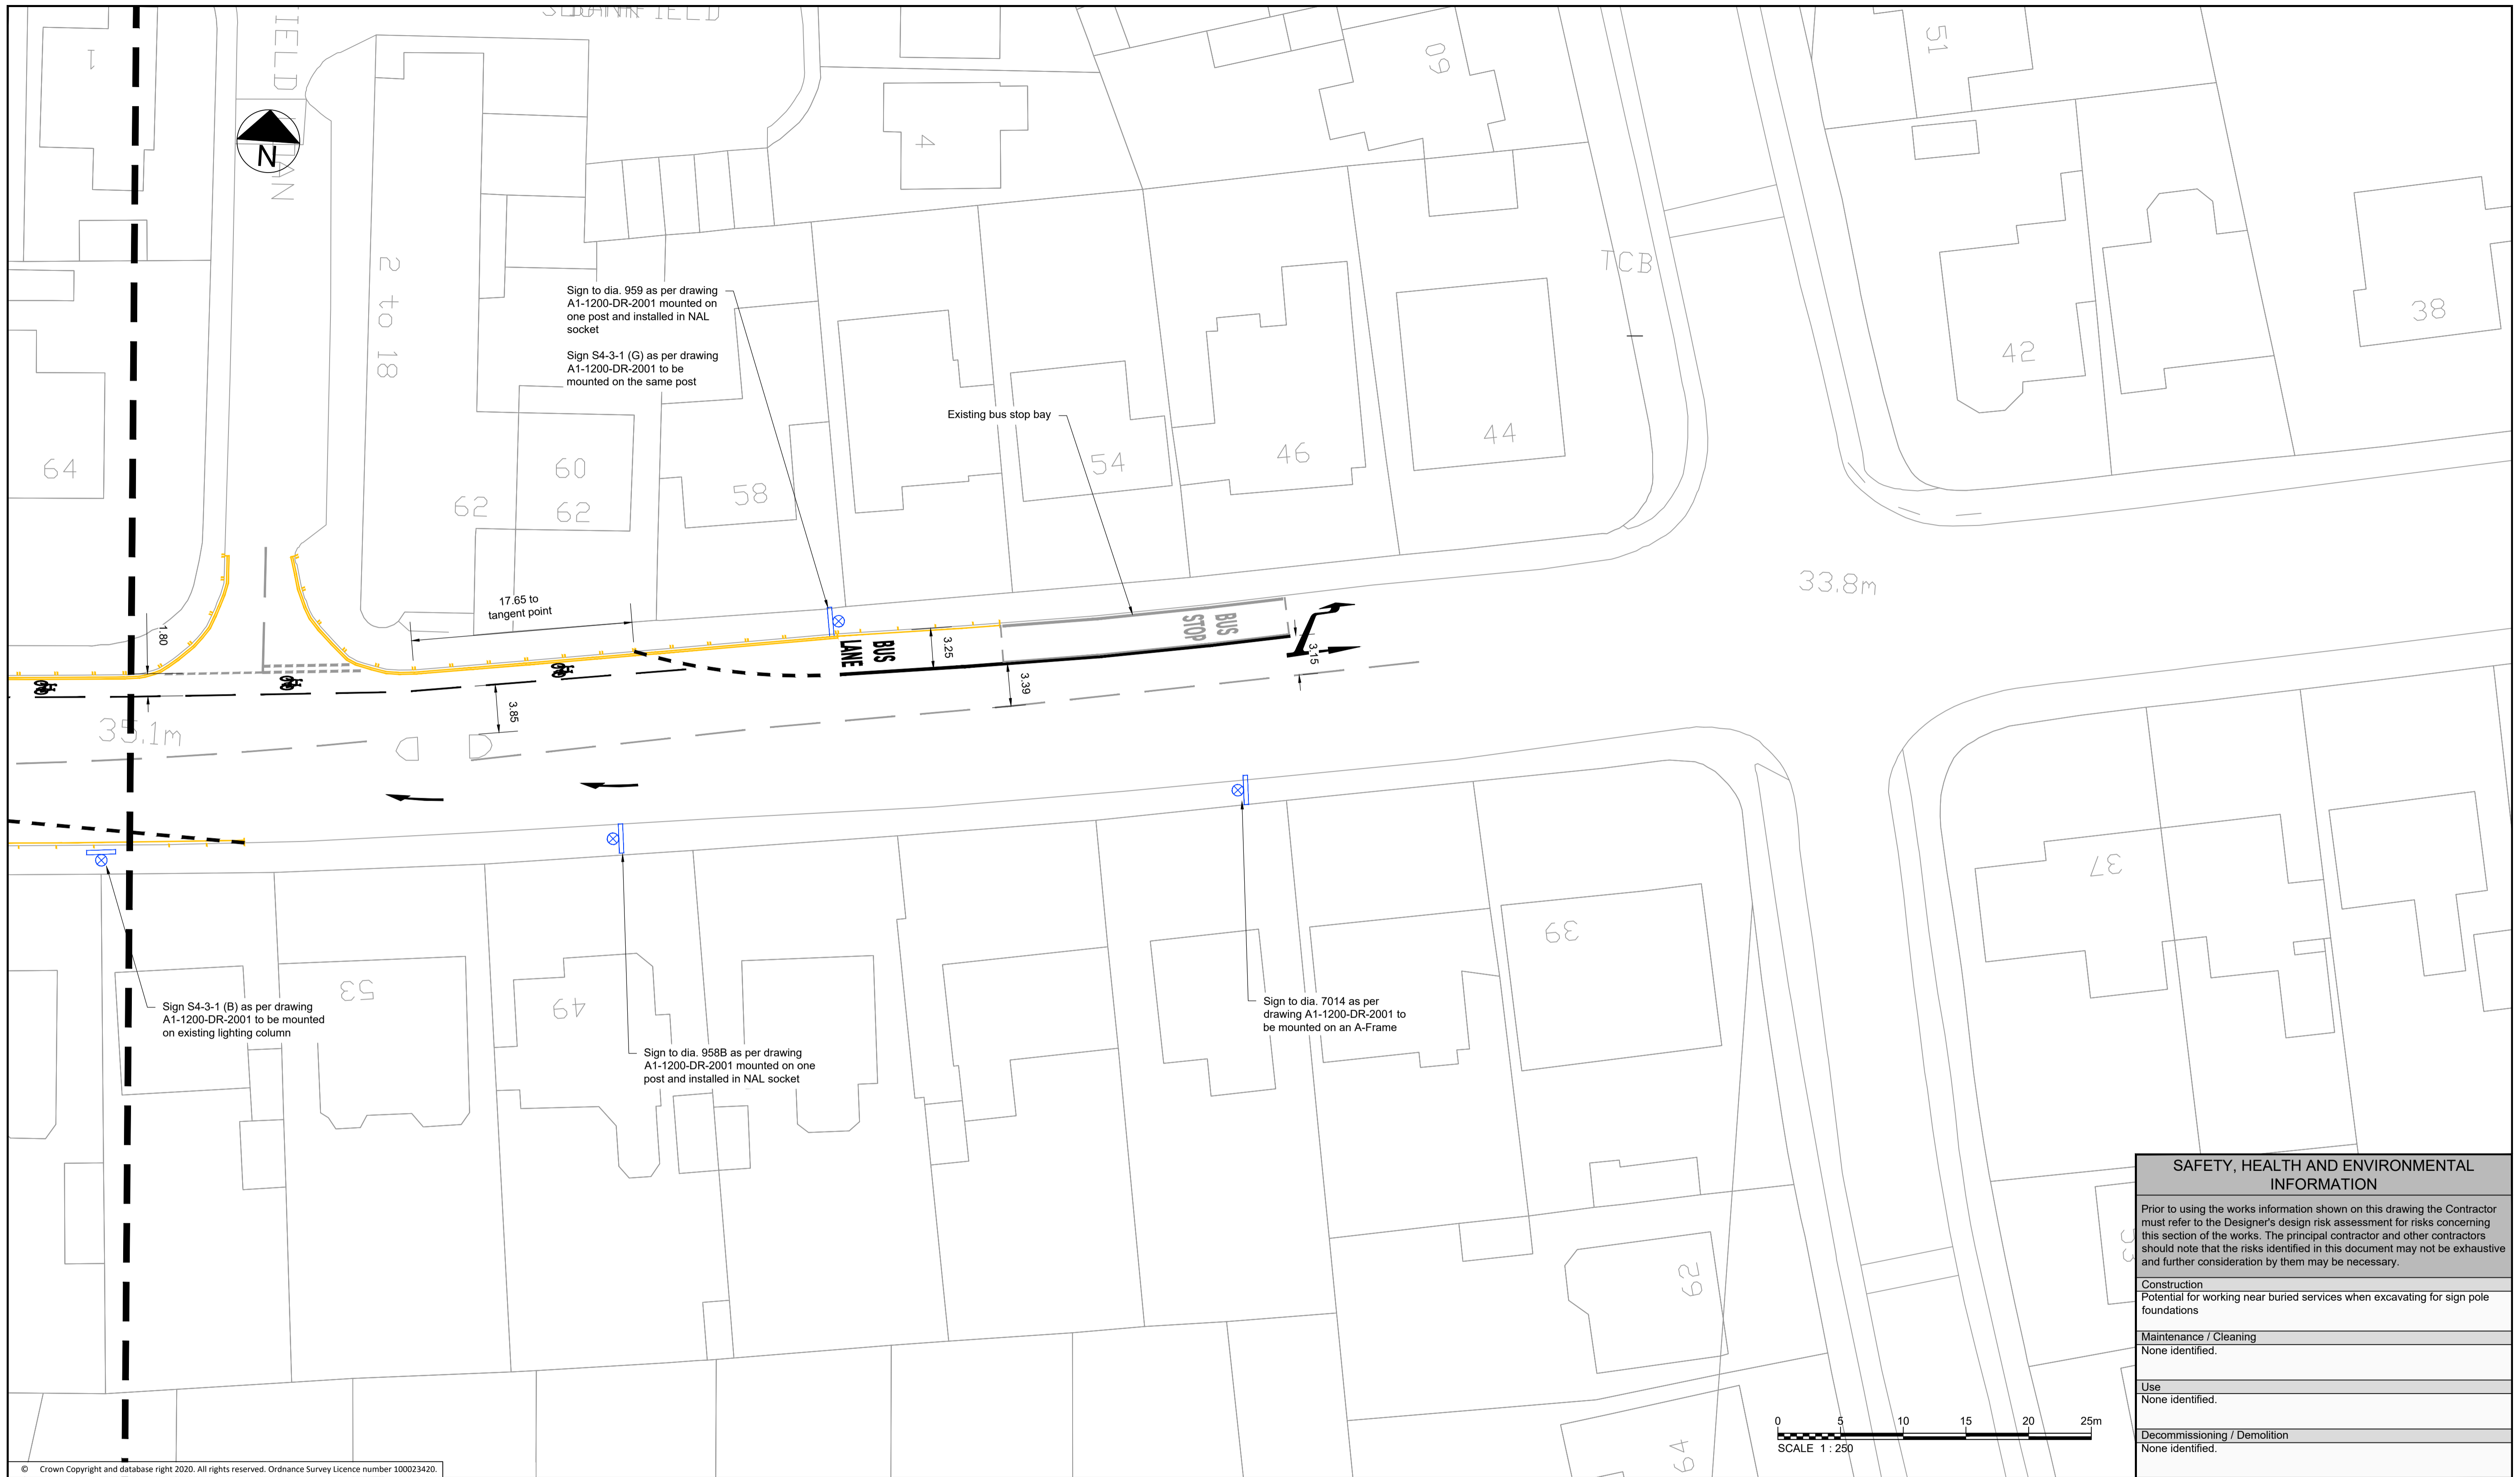 1
IELD
LAN
N
2 to 18
4
60
51
TCB
38
42
44
46
54
58
60
62
62
64
Sign to dia. 959 as per drawing
A1-1200-DR-2001 mounted on
one post and installed in NAL
socket
Sign S4-3-1 (G) as per drawing
A1-1200-DR-2001 to be
mounted on the same post
Existing bus stop bay
17.65 to
tangent point
1.80
3.85
3.25
3.39
3.15
BUS
LANE
BUS
STOP
33.8m
35.1m
53
49
39
37
29
49
33
Sign S4-3-1 (B) as per drawing
A1-1200-DR-2001 to be mounted
on existing lighting column
Sign to dia. 958B as per drawing
A1-1200-DR-2001 mounted on one
post and installed in NAL socket
Sign to dia. 7014 as per
drawing A1-1200-DR-2001 to
be mounted on an A-Frame
SAFETY, HEALTH AND ENVIRONMENTAL
INFORMATION
Prior to using the works information shown on this drawing the Contractor
must refer to the Designer's design risk assessment for risks concerning
this section of the works. The principal contractor and other contractors
should note that the risks identified in this document may not be exhaustive
and further consideration by them may be necessary.
Construction
Potential for working near buried services when excavating for sign pole
foundations
Maintenance / Cleaning
None identified.
Use
None identified.
Decommissioning / Demolition
None identified.
0 5 10 15 20 25m
SCALE 1 : 250
© Crown Copyright and database right 2020. All rights reserved. Ordnance Survey Licence number 100023420.